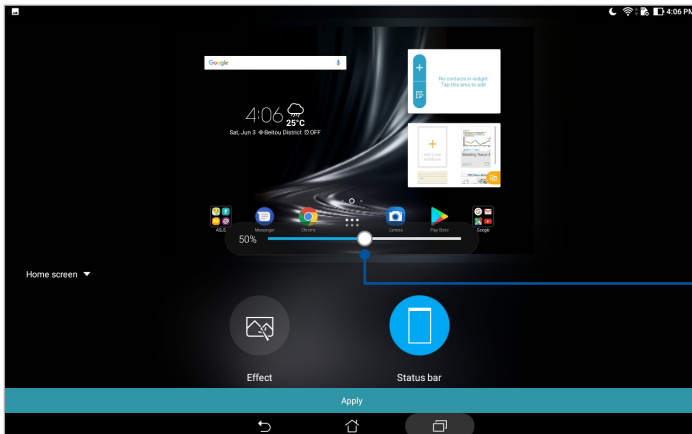 4:06 PM
Google
No contacts in widget
Tap this area to add
4:06
25°C
Sat, Jun 3 Beitou District OFF
ASUS Messenger Chrome Camera Play Store Google
50%
Home screen
Effect Status bar
Apply